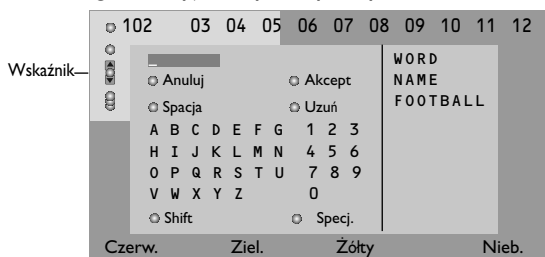 102 03 04 05 06 07 08 09 10 11 12
Wskaźnik
_
Anuluj Akcept
Spacja Uzuń
A B C D E F G 1 2 3
H I J K L M N 4 5 6
O P Q R S T U 7 8 9
V W X Y Z 0
Shift Specj.
WORD
NAME
FOOTBALL
Czerw. Ziel. Żółty Nieb.